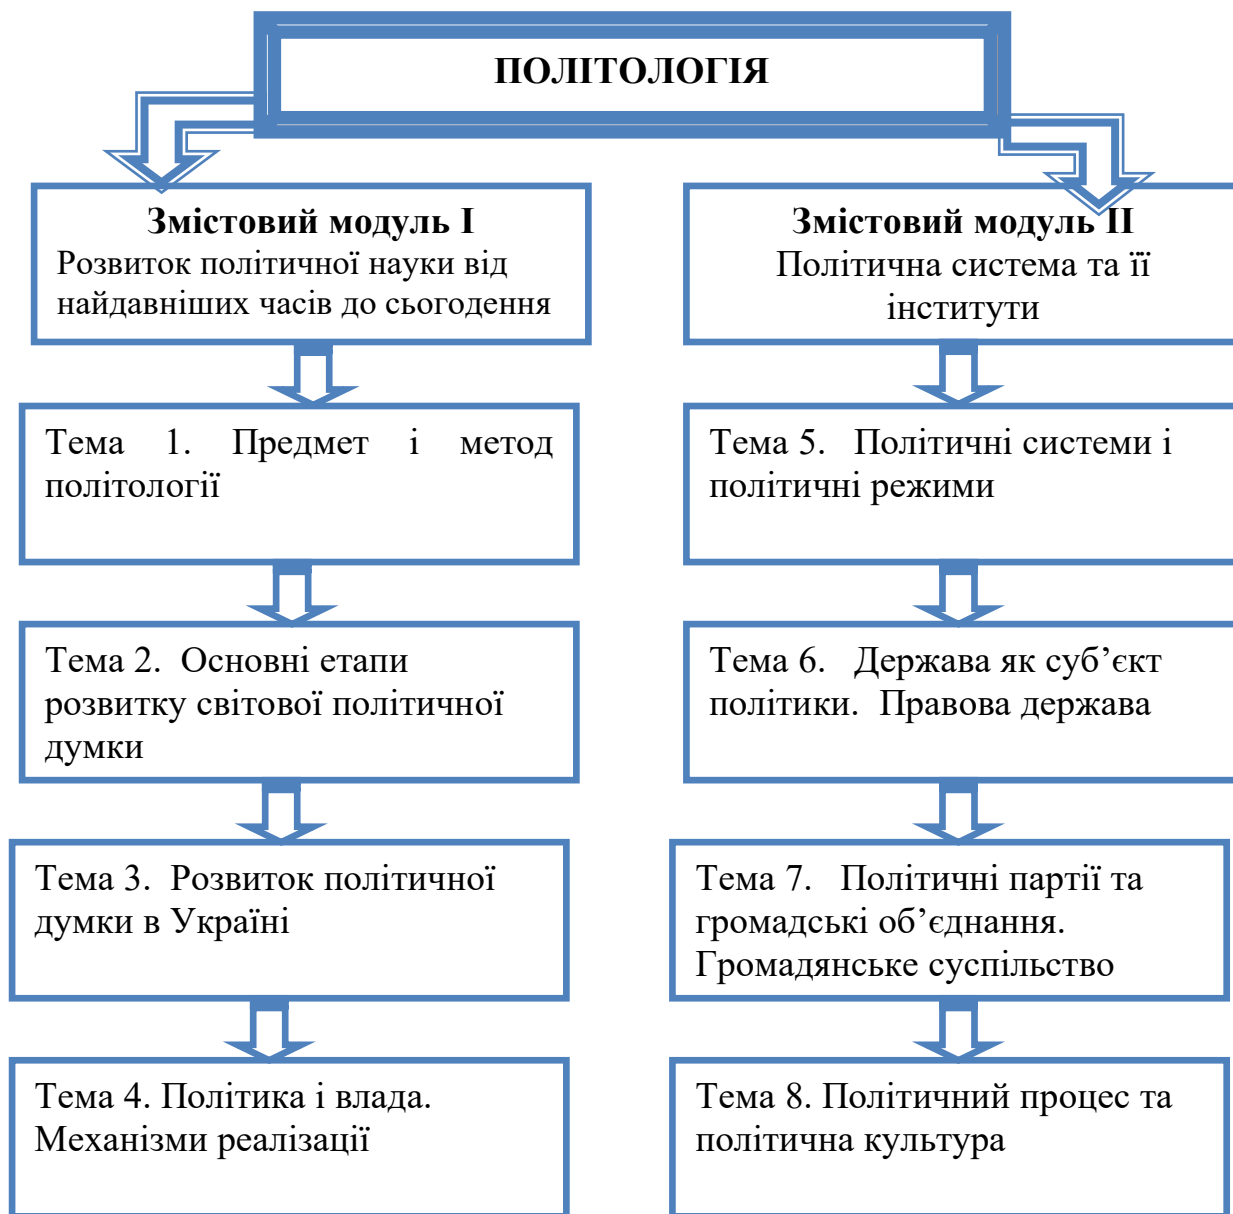 ПОЛІТОЛОГІЯ
Змістовий модуль I
Розвиток політичної науки від
найдавніших часів до сьогодення
Тема 1. Предмет і метод
політології
Тема 2. Основні етапи
розвитку світової політичної
думки
Тема 3. Розвиток політичної
думки в Україні
Тема 4. Політика і влада.
Механізми реалізації
Змістовий модуль II
Політична система та її
інститути
Тема 5. Політичні системи і
політичні режими
Тема 6. Держава як суб’єкт
політики. Правова держава
Тема 7. Політичні партії та
громадські об’єднання.
Громадянське суспільство
Тема 8. Політичний процес та
політична культура